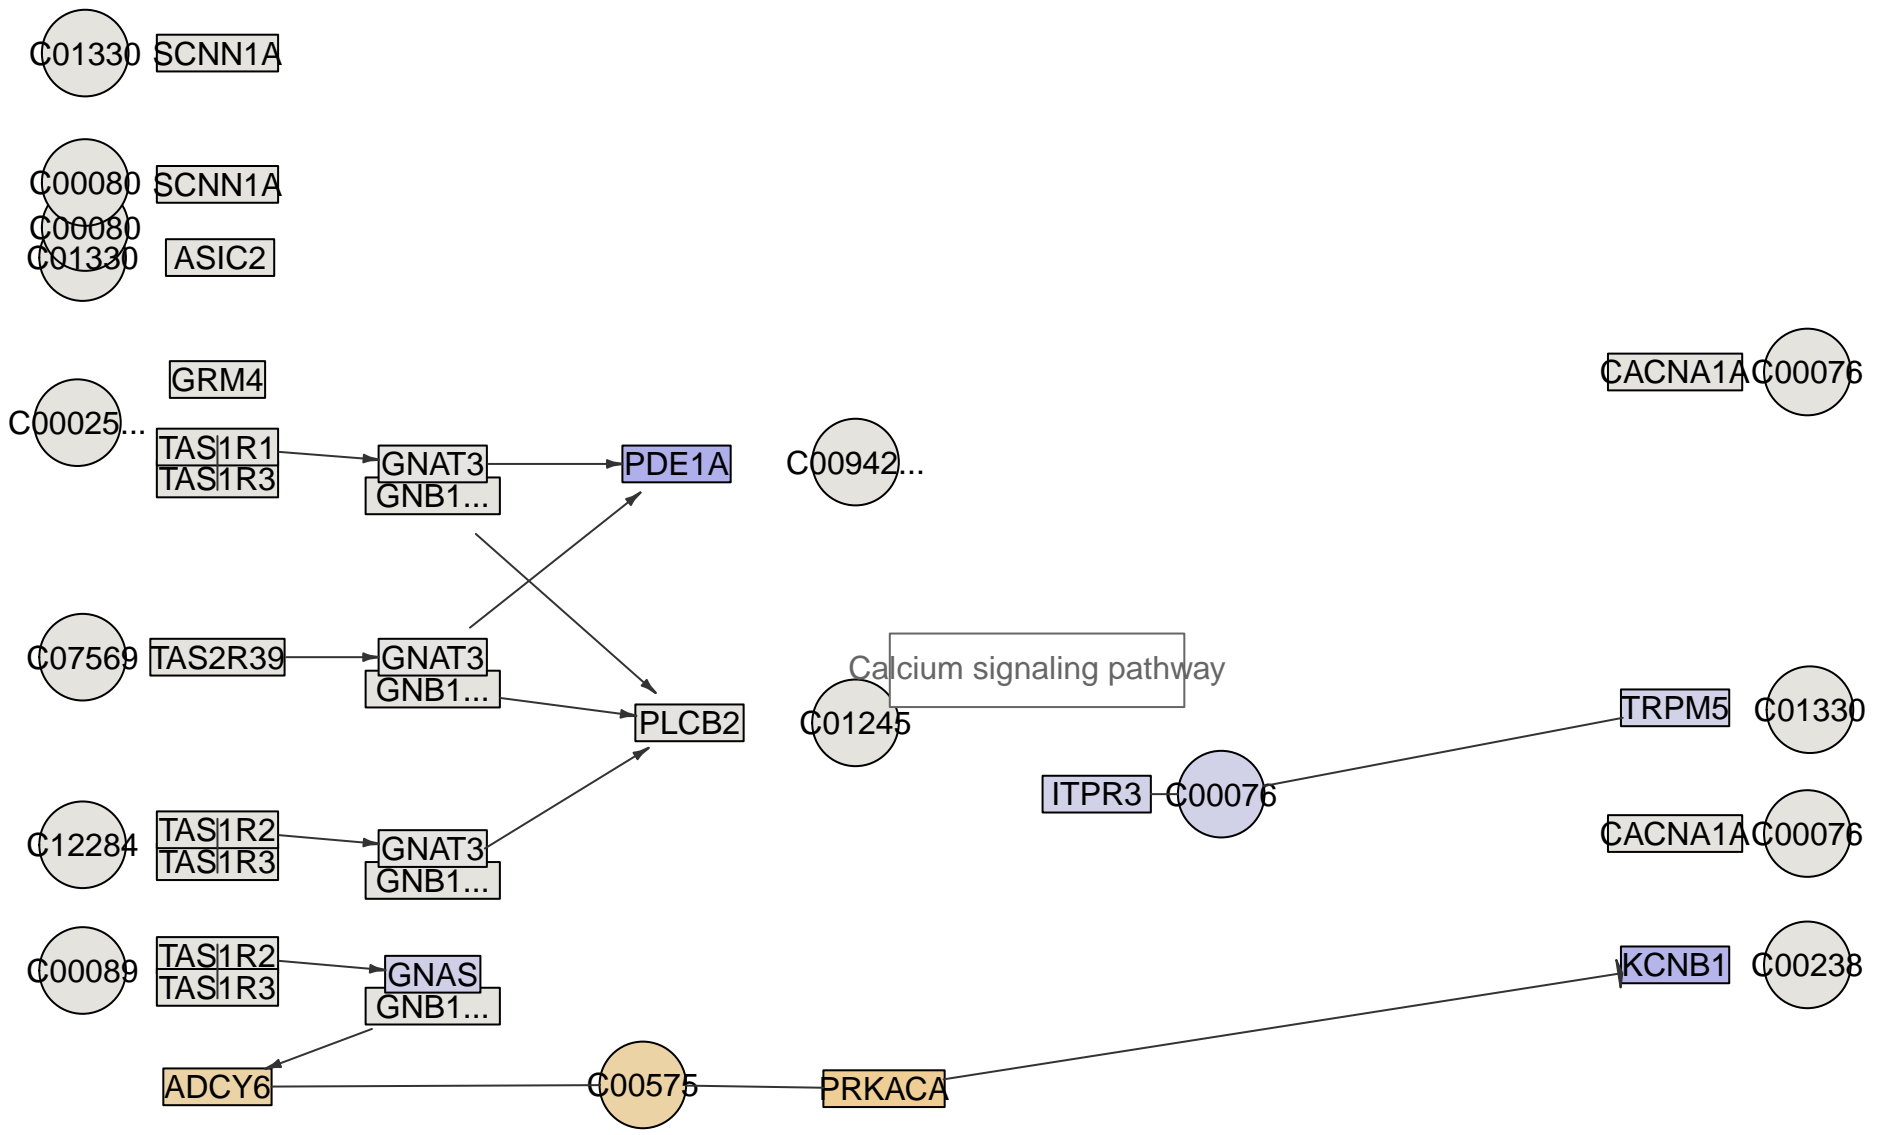 C01330 SCNN1A
C00080 SCNN1A
C00080
C01330 ASIC2
GRM4
CACNA1A C00076
C00025...
TAS1R1
TAS1R3
GNAT3
GNB1...
PDE1A
C00942...
C07569 TAS2R39
GNAT3
GNB1...
Calcium signaling pathway
PLCB2
C01245
TRPM5 C01330
ITPR3 C00076
C12284
TAS1R2
TAS1R3
GNAT3
GNB1...
CACNA1A C00076
C00089
TAS1R2
TAS1R3
GNAS
GNB1...
KCNB1 C00238
ADCY6 C00575 PRKACA